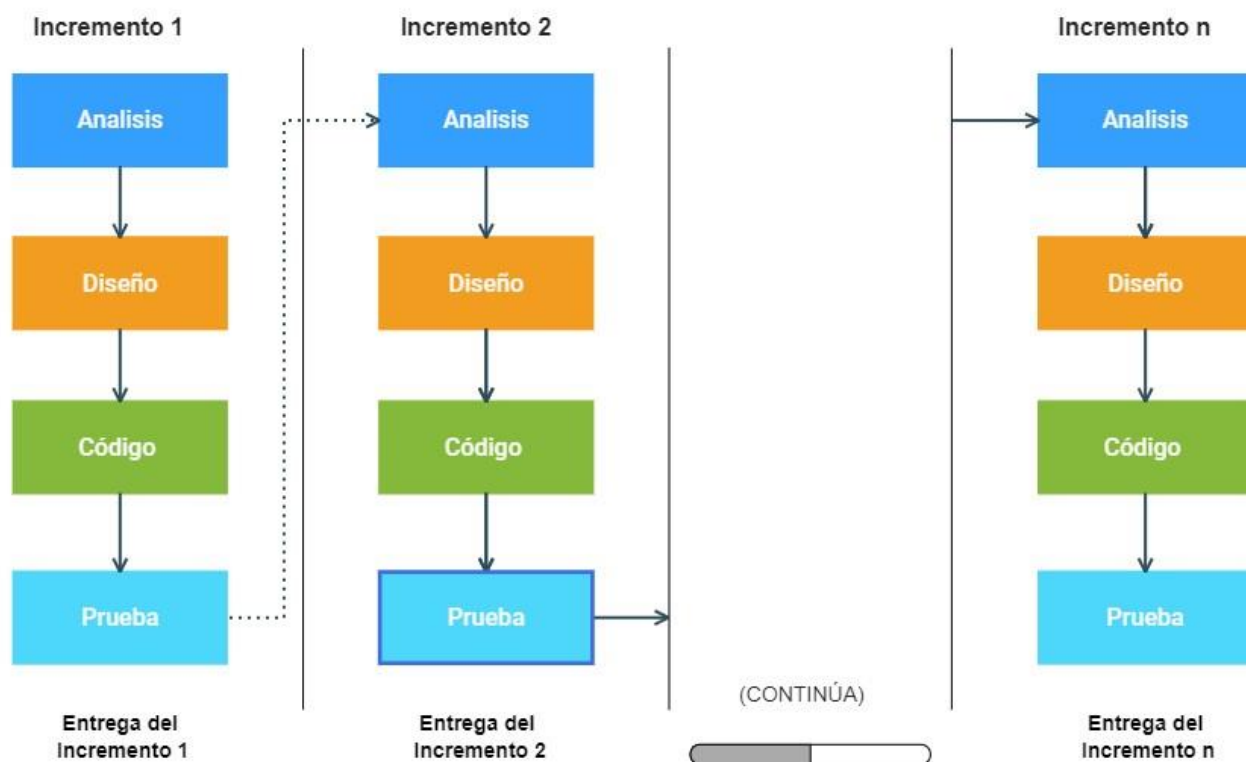 Incremento 1
Analisis
Diseño
Código
Prueba
Entrega del
Incremento 1
Incremento 2
Analisis
Diseño
Código
Prueba
Entrega del
Incremento 2
(CONTINÚA)
Incremento n
Analisis
Diseño
Código
Prueba
Entrega del
Incremento n